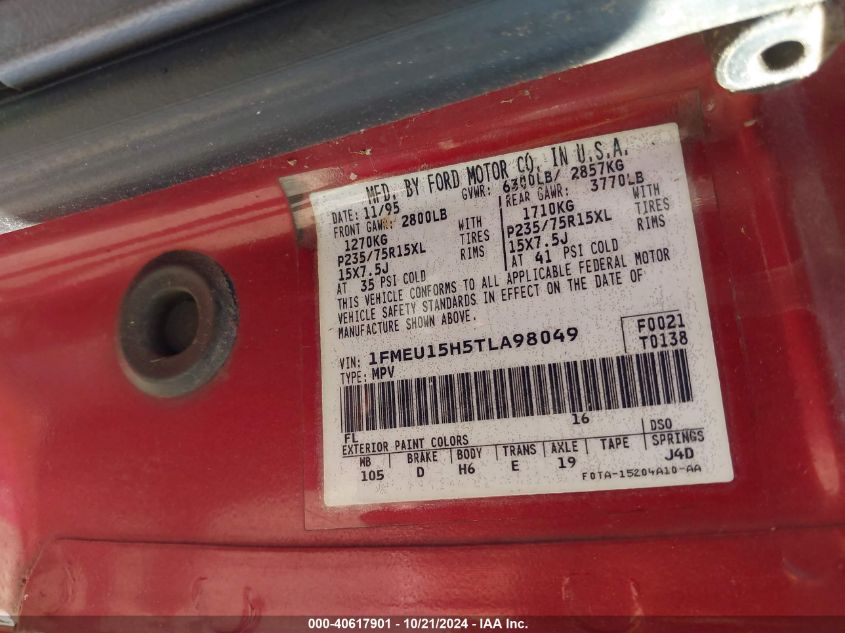 MFD. BY FORD MOTOR CO. IN U.S.A.
DATE: 11/95 GVWR: 6300LB/ 2857KG
FRONT GAWR: 2800LB REAR GAWR: 3770LB
1270KG WITH 1710KG WITH
P235/75R15XL TIRES P235/75R15XL TIRES
15X7.5J RIMS 15X7.5J RIMS
AT 35 PSI COLD AT 41 PSI COLD
THIS VEHICLE CONFORMS TO ALL APPLICABLE FEDERAL MOTOR
VEHICLE SAFETY STANDARDS IN EFFECT ON THE DATE OF
MANUFACTURE SHOWN ABOVE.
VIN: 1FMEU15H5TLA98049 F0021
TYPE: MPV T0138
FL 16
EXTERIOR PAINT COLORS DSO
WB BRAKE BODY TRANS AXLE TAPE SPRINGS
105 D H6 E 19 J4D
F0TA-15204A10-AA
000-40617901 - 10/21/2024 - IAA Inc.